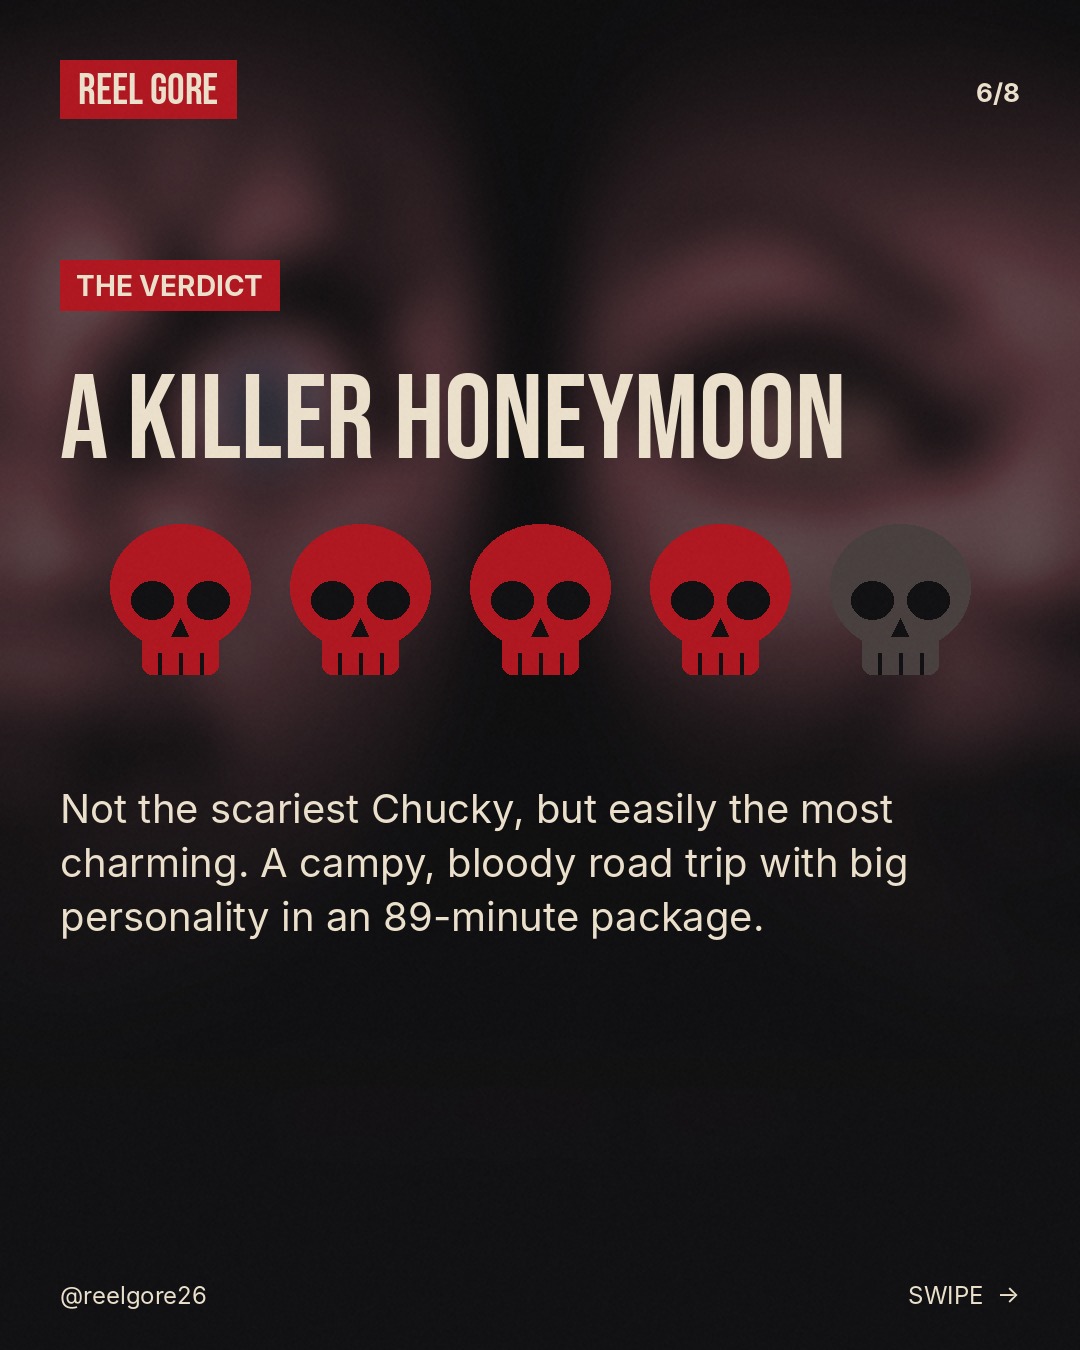 REEL GORE
6/8
THE VERDICT
A KILLER HONEYMOON
Not the scariest Chucky, but easily the most
charming. A campy, bloody road trip with big
personality in an 89-minute package.
@reelgore26
SWIPE →